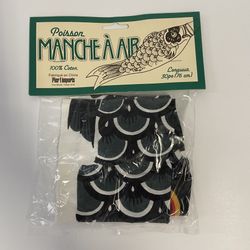 Poisson
MANCHE À AIR
100% Coton
Fabriqué en Chine
Pier 1 imports
Longueur,
30po (76 cm)